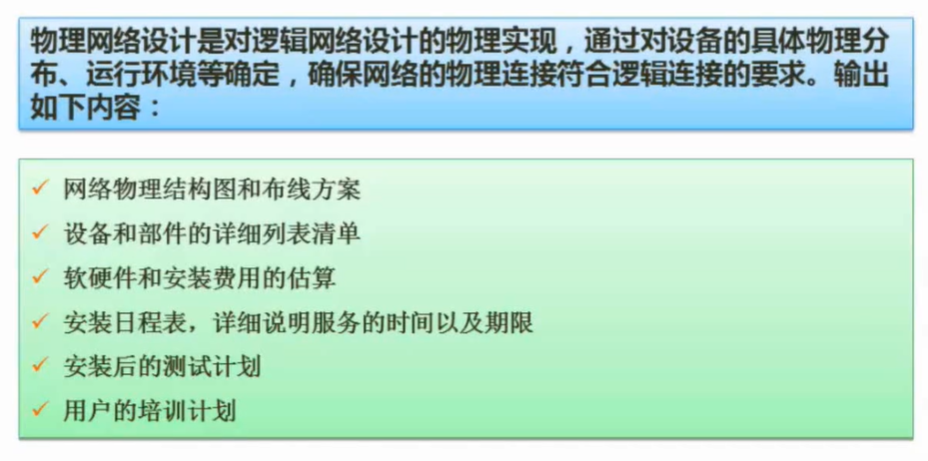 物理网络设计是对逻辑网络设计的物理实现，通过对设备的具体物理分
布、运行环境等确定，确保网络的物理连接符合逻辑连接的要求。输出
如下内容：
网络物理结构图和布线方案
设备和部件的详细列表清单
软硬件和安装费用的估算
安装日程表，详细说明服务的时间以及期限
安装后的测试计划
用户的培训计划